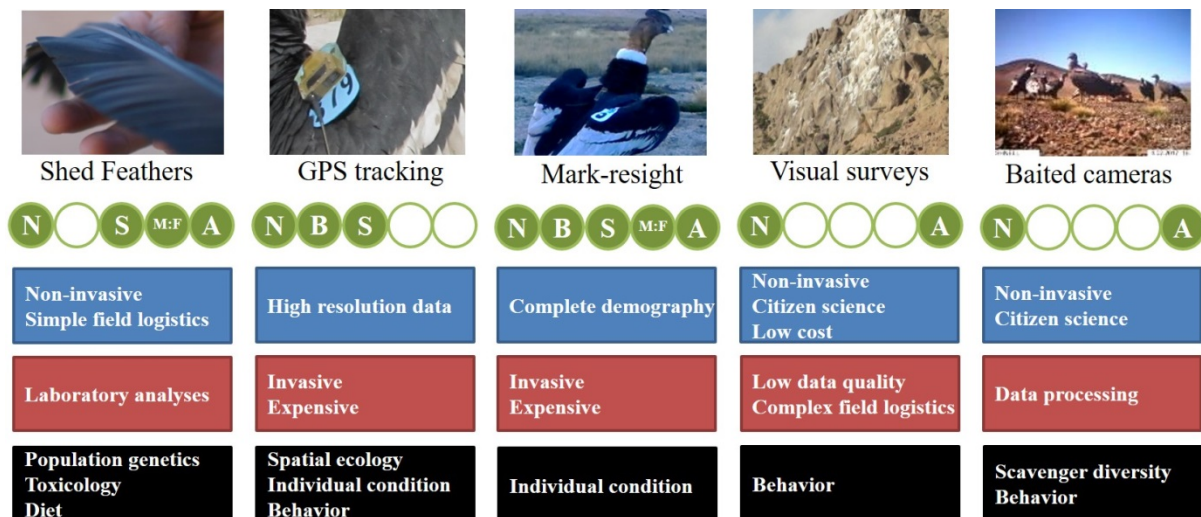 279
8
Shed Feathers
GPS tracking
Mark-resight
Visual surveys
Baited cameras
N S M:F A
N B S
N B S M:F A
N A
N A
Non-invasive
Simple field logistics
High resolution data
Complete demography
Non-invasive
Citizen science
Low cost
Non-invasive
Citizen science
Laboratory analyses
Invasive
Expensive
Invasive
Expensive
Low data quality
Complex field logistics
Data processing
Population genetics
Toxicology
Diet
Spatial ecology
Individual condition
Behavior
Individual condition
Behavior
Scavenger diversity
Behavior